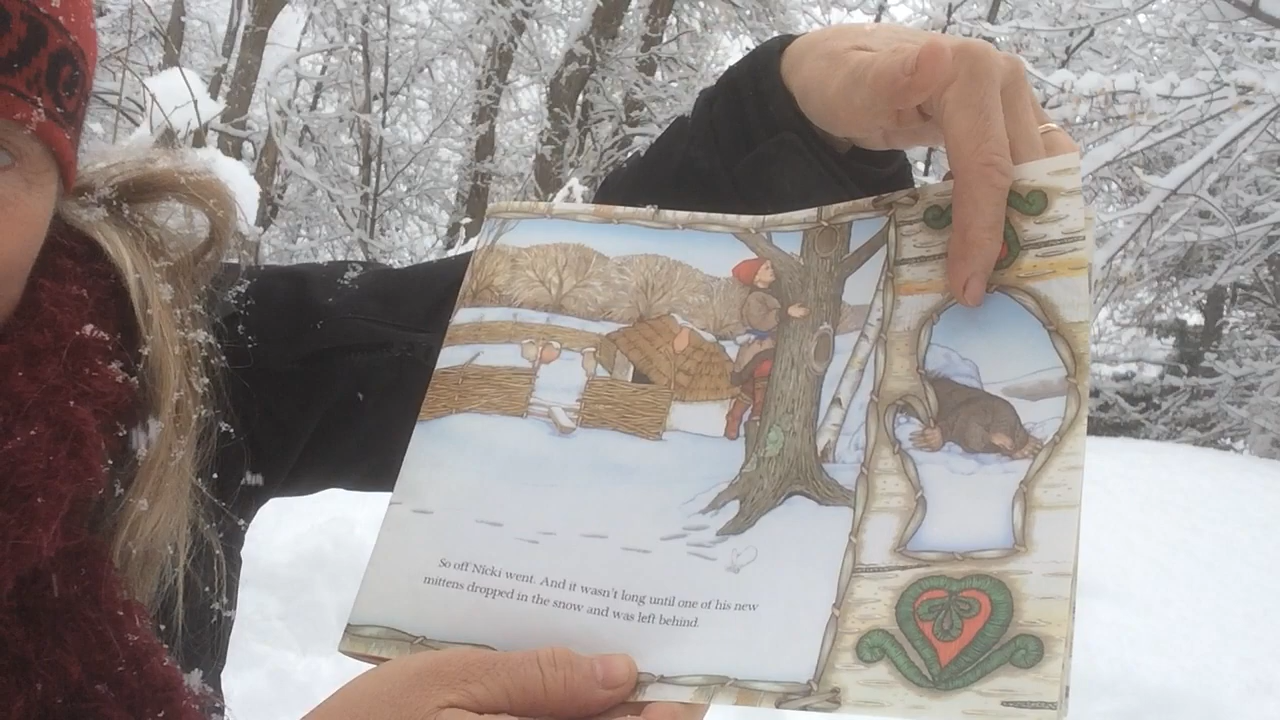 So off Nicki went. And it wasn't long until one of his new
mittens dropped in the snow and was left behind.